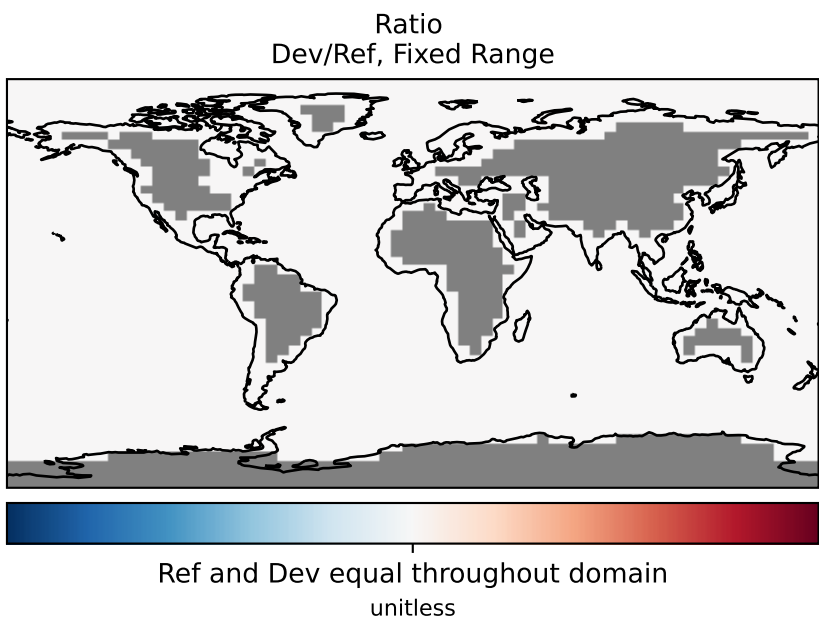 Ratio
Dev/Ref, Fixed Range
Ref and Dev equal throughout domain
unitless